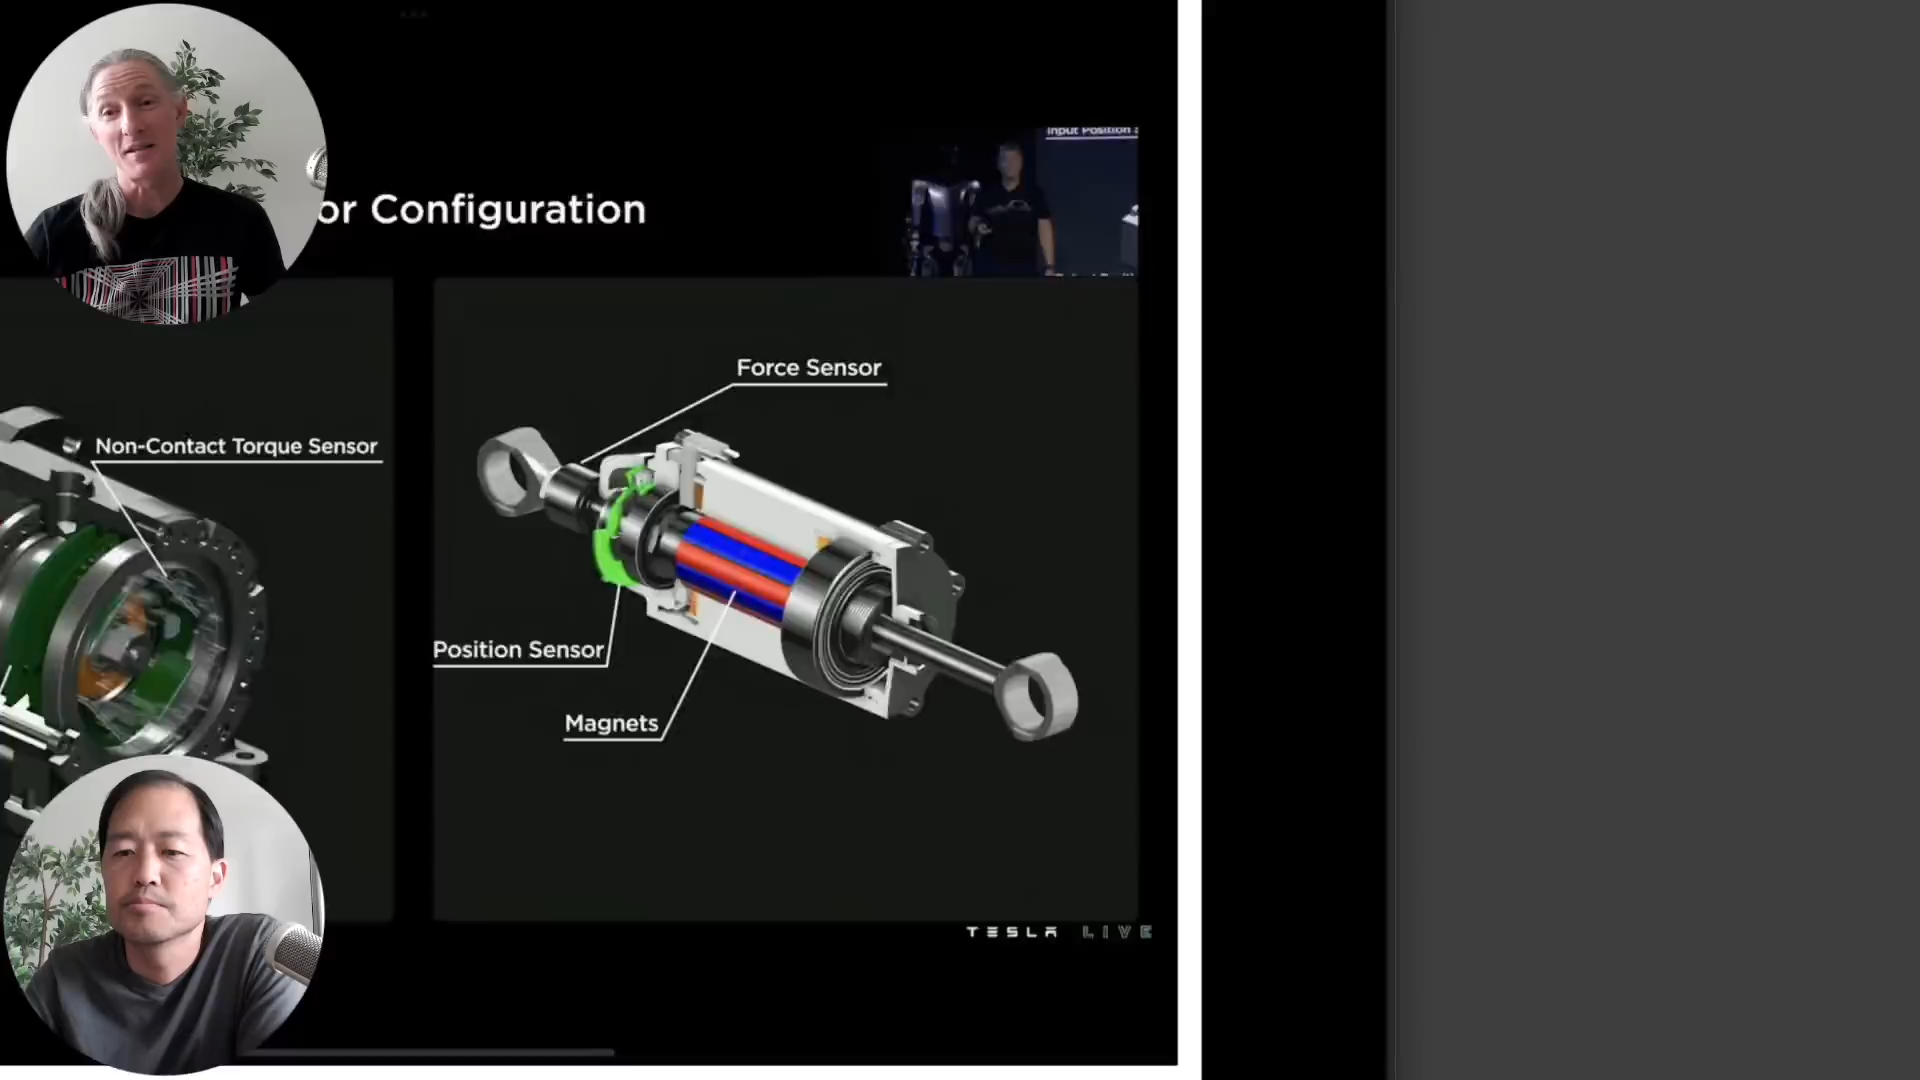 Input Position
or Configuration
Force Sensor
Non-Contact Torque Sensor
Position Sensor
Magnets
TESLA LIVE